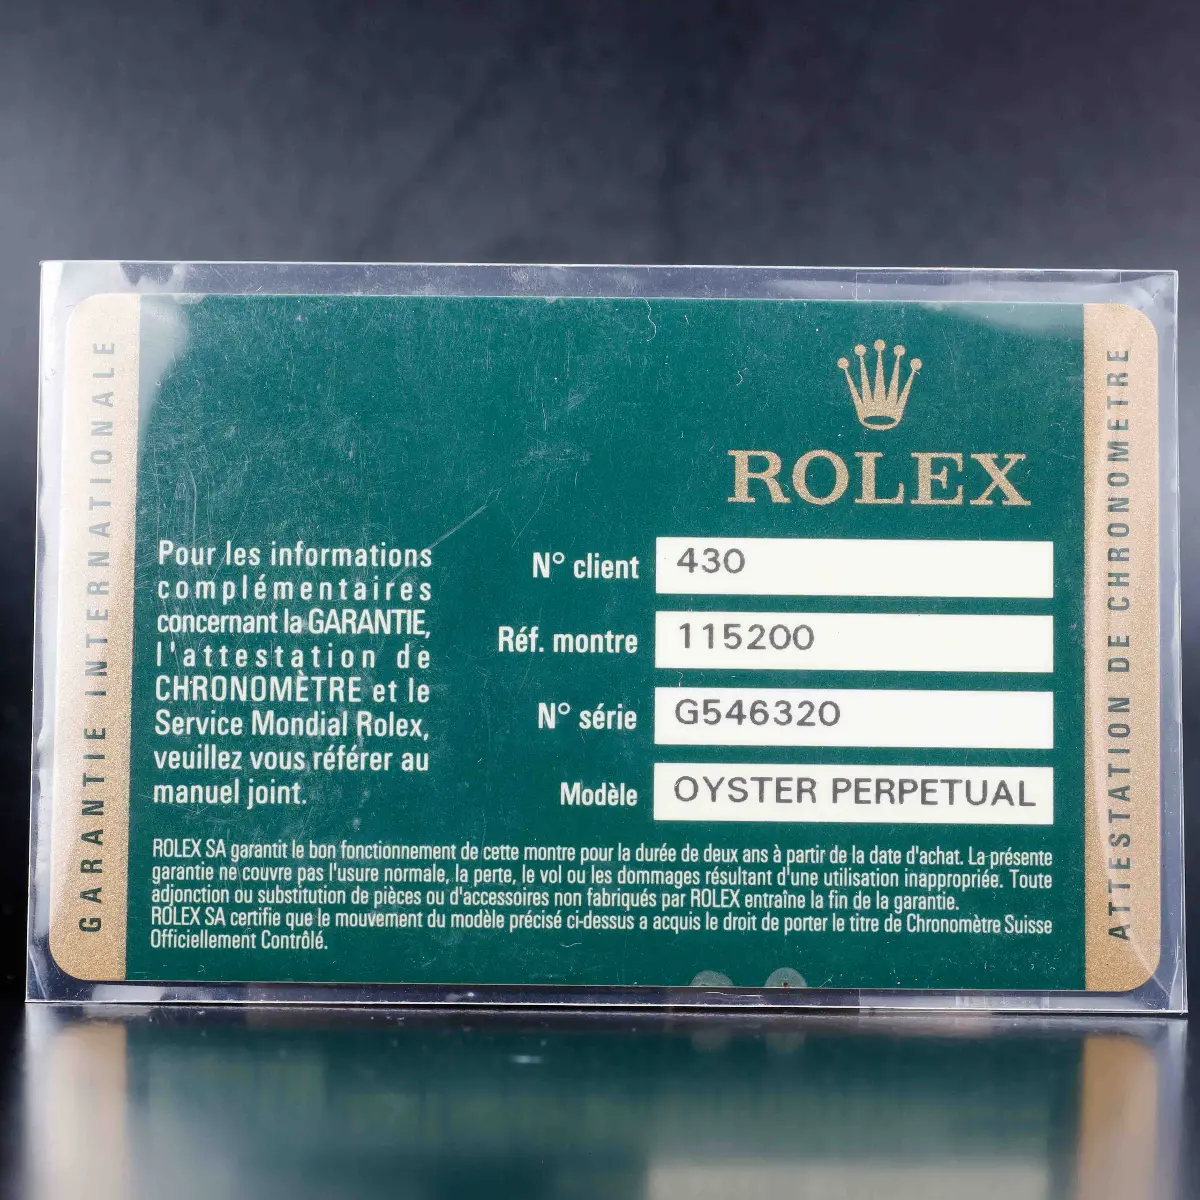 GARANTIE INTERNATIONALE
ROLEX
Pour les informations
complémentaires
concernant la GARANTIE,
l'attestation de
CHRONOMÈTRE et le
Service Mondial Rolex,
veuillez vous référer au
manuel joint.
N° client 430
Réf. montre 115200
N° série G546320
Modèle OYSTER PERPETUAL
ROLEX SA garantit le bon fonctionnement de cette montre pour la durée de deux ans à partir de la date d'achat. La présente
garantie ne couvre pas l'usure normale, la perte, le vol ou les dommages résultant d'une utilisation inappropriée. Toute
adjonction ou substitution de pièces ou d'accessoires non fabriqués par ROLEX entraîne la fin de la garantie.
ROLEX SA certifie que le mouvement du modèle précisé ci-dessus a acquis le droit de porter le titre de Chronomètre Suisse
Officiellement Contrôlé.
ATTESTATION DE CHRONOMETRE